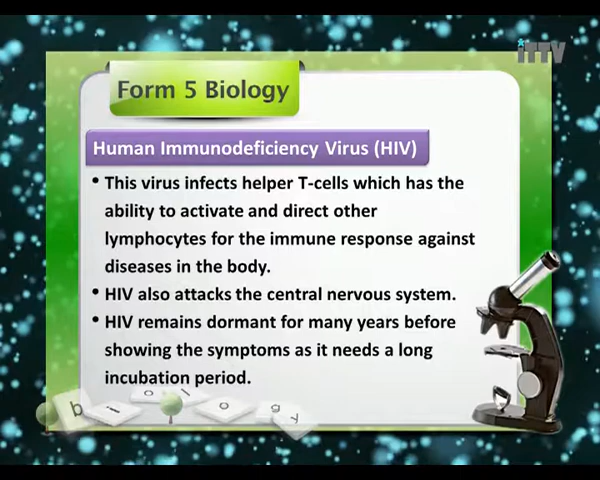 iTTV
Form 5 Biology
Human Immunodeficiency Virus (HIV)
• This virus infects helper T-cells which has the
ability to activate and direct other
lymphocytes for the immune response against
diseases in the body.
• HIV also attacks the central nervous system.
• HIV remains dormant for many years before
showing the symptoms as it needs a long
incubation period.
b i o l o g y